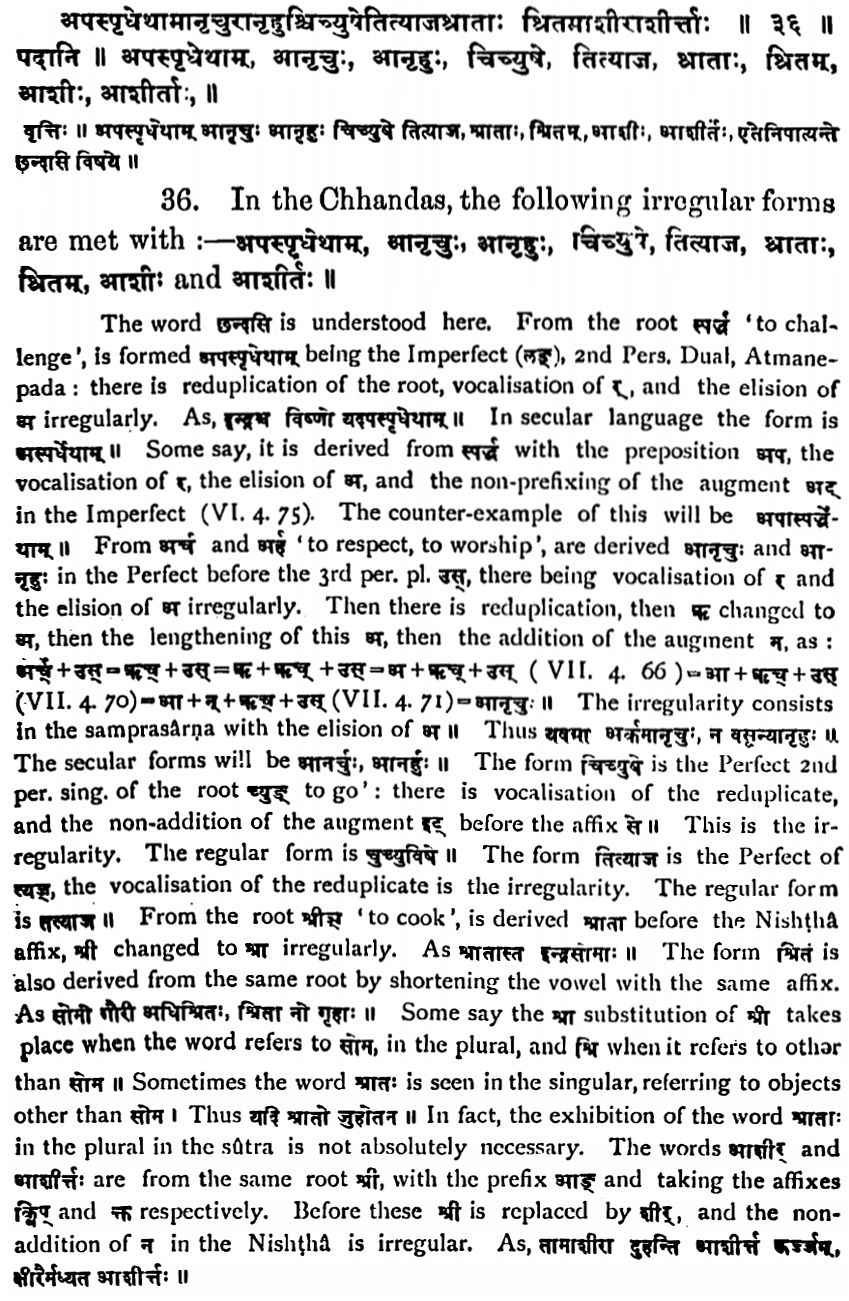 अपस्पृधेथामानृचुरानृहुश्चिच्युषेतित्याजश्राताः श्रितमाशीराशीर्त्ताः ॥ ३६ ॥
पदानि ॥ अपस्पृधेथाम्, आनृचुः, आनृहुः, चिच्युषे, तित्याज, श्राताः, श्रितम्,
आशीः, आशीर्ताः, ॥
वृत्तिः ॥ अपस्पृधेथाम् आनृचुः आनृहुः चिच्युषे तित्याज, श्राताः, श्रितम्, आशीः, आशीर्तः, एतेनिपात्यन्ते
छन्दसि विषये ॥
36. In the Chhandas, the following irregular forms
are met with :—अपस्पृधेथाम्, आनृचुः, आनृहुः, चिच्युषे, तित्याज, श्राताः,
श्रितम्, आशीः and आशीर्तः ॥
The word छन्दसि is understood here. From the root स्पर्द्ध 'to chal-
lenge', is formed अपस्पृधेथाम् being the Imperfect (लङ्), 2nd Pers. Dual, Atmane-
pada : there is reduplication of the root, vocalisation of र्, and the elision of
अ irregularly. As, इन्द्रश्च विष्णो यदपस्पृधेथाम् ॥ In secular language the form is
अस्पर्धेथाम् ॥ Some say, it is derived from स्पर्द्ध with the preposition अप, the
vocalisation of र, the elision of अ, and the non-prefixing of the augment अद्
in the Imperfect (VI. 4. 75). The counter-example of this will be अपास्पर्द्धे-
थाम् ॥ From अर्च and अर्ह 'to respect, to worship', are derived आनृचुः and आ-
नृहुः in the Perfect before the 3rd per. pl. उस्, there being vocalisation of र and
the elision of अ irregularly. Then there is reduplication, then ऋ changed to
अ, then the lengthening of this अ, then the addition of the augment न, as :
अर्च् + उस् = ऋच् + उस् = ऋ + ऋच् + उस् = अ + ऋच् + उस् ( VII. 4. 66 ) = आ + ऋच् + उस्
(VII. 4. 70) = आ + न् + ऋच् + उस् (VII. 4. 71) = आनृचुः ॥ The irregularity consists
in the samprasârṇa with the elision of अ ॥ Thus यषमा अर्कमानृचुः, न वसून्यानृहुः ॥
The secular forms will be आनर्चुः, आनर्हुः ॥ The form चिच्युषे is the Perfect 2nd
per. sing. of the root च्युङ् to go' : there is vocalisation of the reduplicate,
and the non-addition of the augment इद् before the affix से ॥ This is the ir-
regularity. The regular form is चुच्युविषे ॥ The form तित्याज is the Perfect of
त्यज्, the vocalisation of the reduplicate is the irregularity. The regular form
is तत्याज ॥ From the root श्रीञ् 'to cook', is derived श्राता before the Nishṭhâ
affix, श्री changed to श्रा irregularly. As श्रातास्त इन्द्रसोमाः ॥ The form श्रितं is
also derived from the same root by shortening the vowel with the same affix.
As सोमो गौरी अधिश्रितः, श्रिता नो गृहाः ॥ Some say the श्रा substitution of श्री takes
place when the word refers to सोम, in the plural, and श्रि when it refers to other
than सोम ॥ Sometimes the word श्रातः is seen in the singular, referring to objects
other than सोम । Thus यदि श्रातो जुहोतन ॥ In fact, the exhibition of the word श्राताः
in the plural in the sûtra is not absolutely necessary. The words आशीर् and
आशीर्त्तः are from the same root श्री, with the prefix आङ् and taking the affixes
क्विप् and क्त respectively. Before these श्री is replaced by शीर्, and the non-
addition of न in the Nishṭhâ is irregular. As, तामाशीरा दुहन्ति आशीर्त्त ऊर्ज्जम्,
क्षीरैर्मध्यत आशीर्त्तः ॥